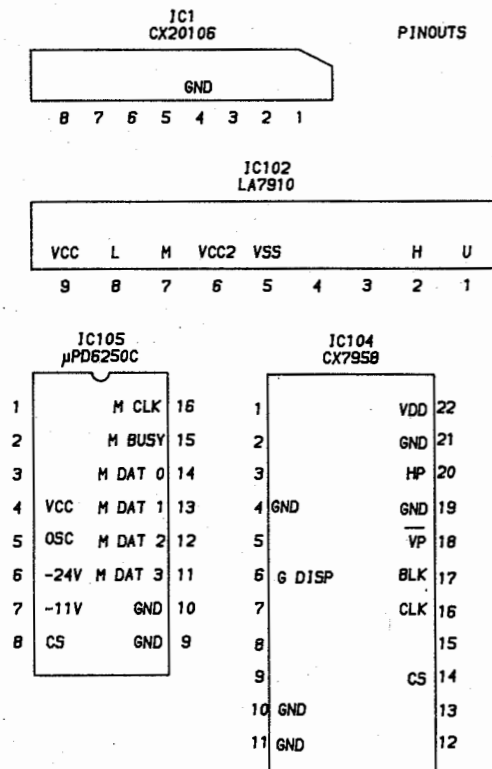 IC1
CX20106
PINOUTS
GND
8 7 6 5 4 3 2 1
IC102
LA7910
VCC L M VCC2 VSS H U
9 8 7 6 5 4 3 2 1
IC105
µPD6250C
1 M CLK 16
2 M BUSY 15
3 M DAT 0 14
4 VCC M DAT 1 13
5 OSC M DAT 2 12
6 -24V M DAT 3 11
7 -11V GND 10
8 CS GND 9
IC104
CX7958
1 VDD 22
2 GND 21
3 HP 20
4 GND GND 19
5 VP 18
6 G DISP BLK 17
7 CLK 16
8 15
9 CS 14
10 GND 13
11 GND 12